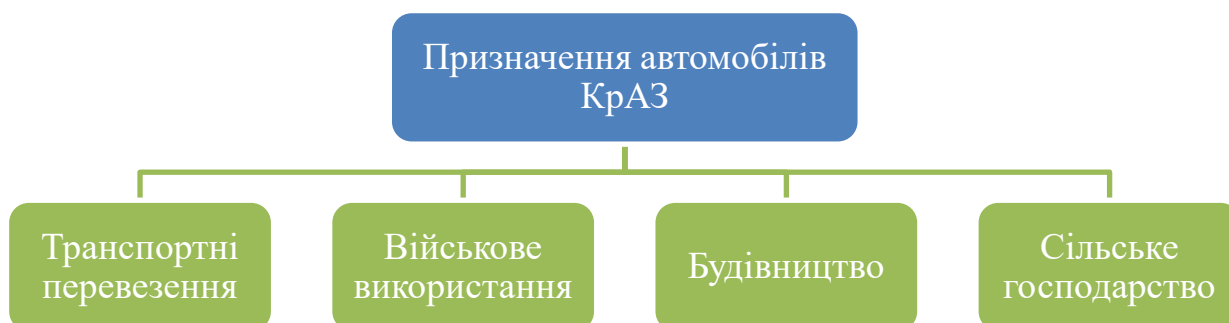 Призначення автомобілів
КрАЗ
Транспортні
перевезення
Військове
використання
Будівництво
Сільське
господарство